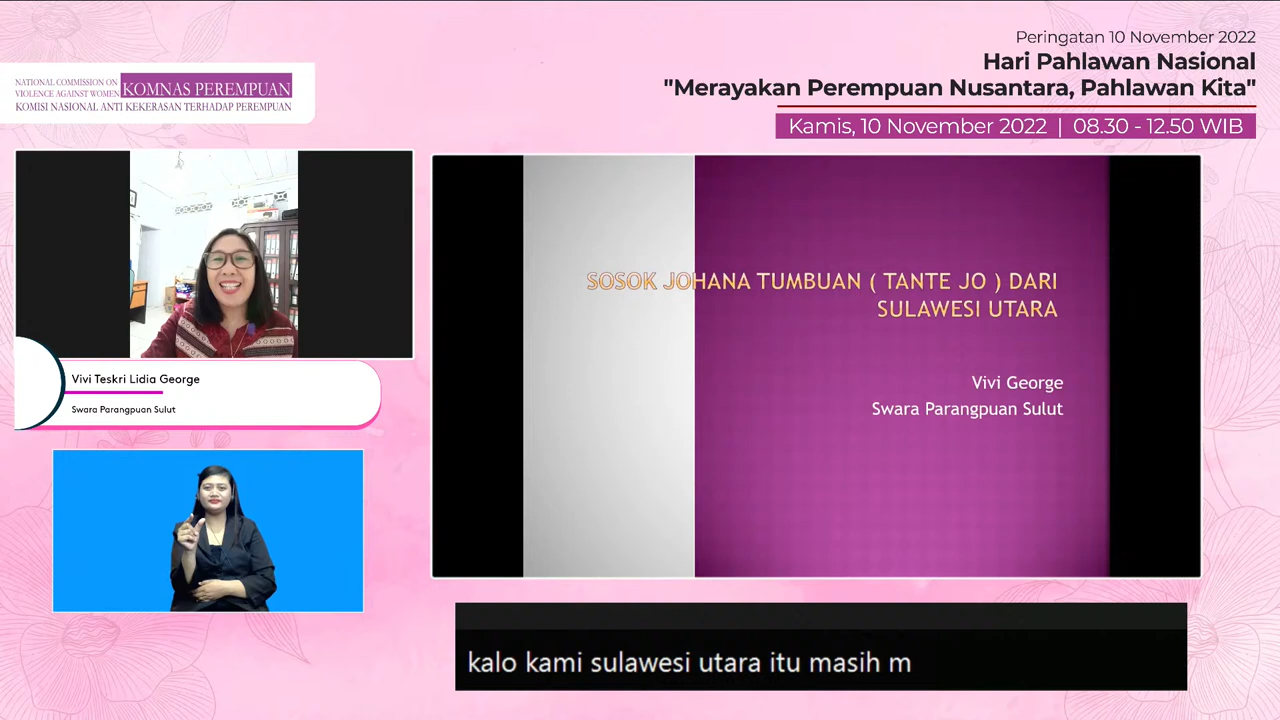 Peringatan 10 November 2022
Hari Pahlawan Nasional
"Merayakan Perempuan Nusantara, Pahlawan Kita"
Kamis, 10 November 2022 | 08.30 - 12.50 WIB
NATIONAL COMMISSION ON
VIOLENCE AGAINST WOMEN
KOMNAS PEREMPUAN
KOMISI NASIONAL ANTI KEKERASAN TERHADAP PEREMPUAN
Vivi Teskri Lidia George
Swara Parangpuan Sulut
SOSOK JOHANA TUMBUAN ( TANTE JO ) DARI
SULAWESI UTARA
Vivi George
Swara Parangpuan Sulut
kalo kami sulawesi utara itu masih m